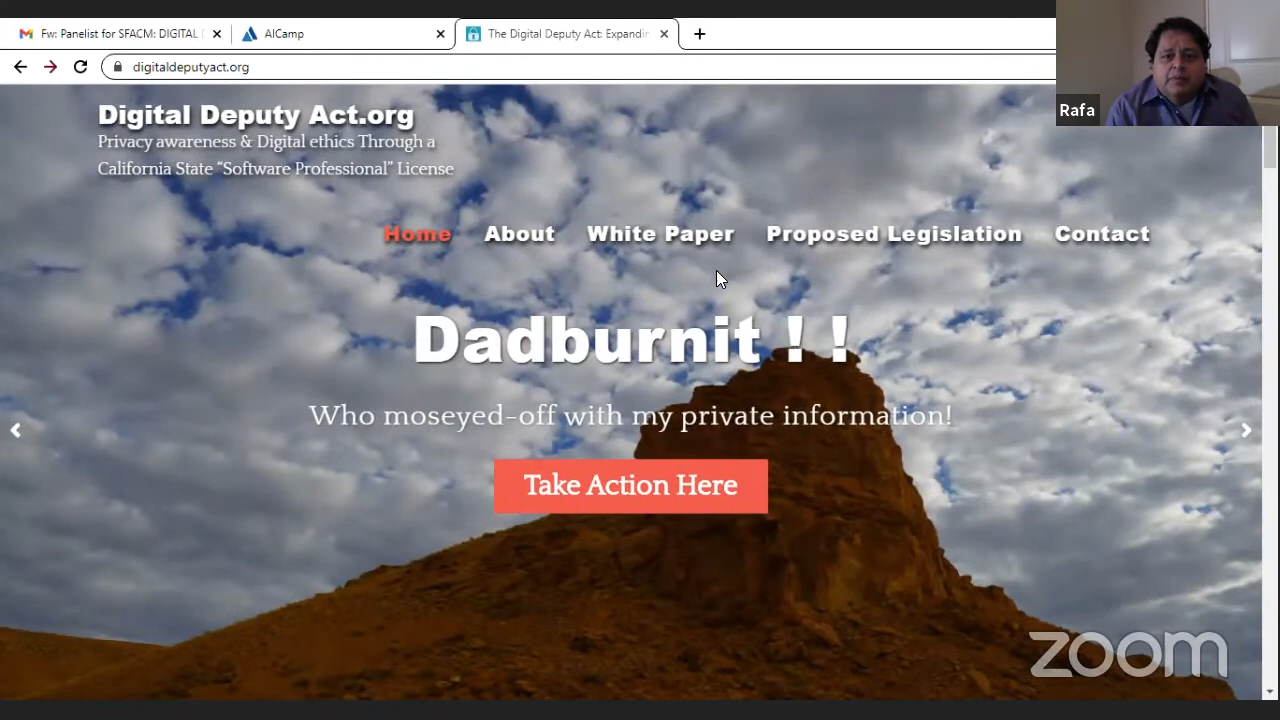 Fw: Panelist for SFACM: DIGITAL
AICamp
The Digital Deputy Act: Expandin
digitaldeputyact.org
Rafa
Digital Deputy Act.org
Privacy awareness & Digital ethics Through a
California State “Software Professional” License
Home About White Paper Proposed Legislation Contact
Dadburnit ! !
Who moseyed-off with my private information!
Take Action Here
zoom